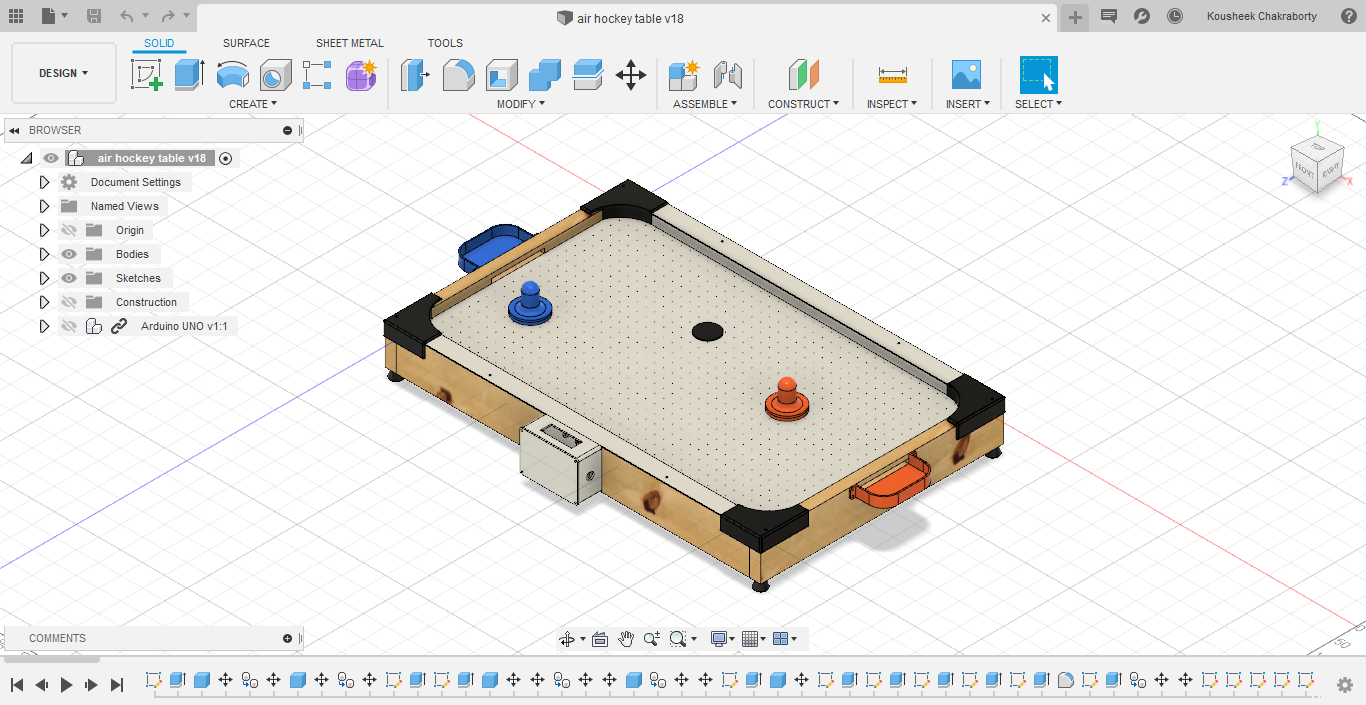 air hockey table v18
Kousheek Chakraborty
SOLID SURFACE SHEET METAL TOOLS
DESIGN
CREATE MODIFY ASSEMBLE CONSTRUCT INSPECT INSERT SELECT
BROWSER
air hockey table v18
Document Settings
Named Views
Origin
Bodies
Sketches
Construction
Arduino UNO v1:1
Y
TOP
FRONT RIGHT
Z X
COMMENTS
50